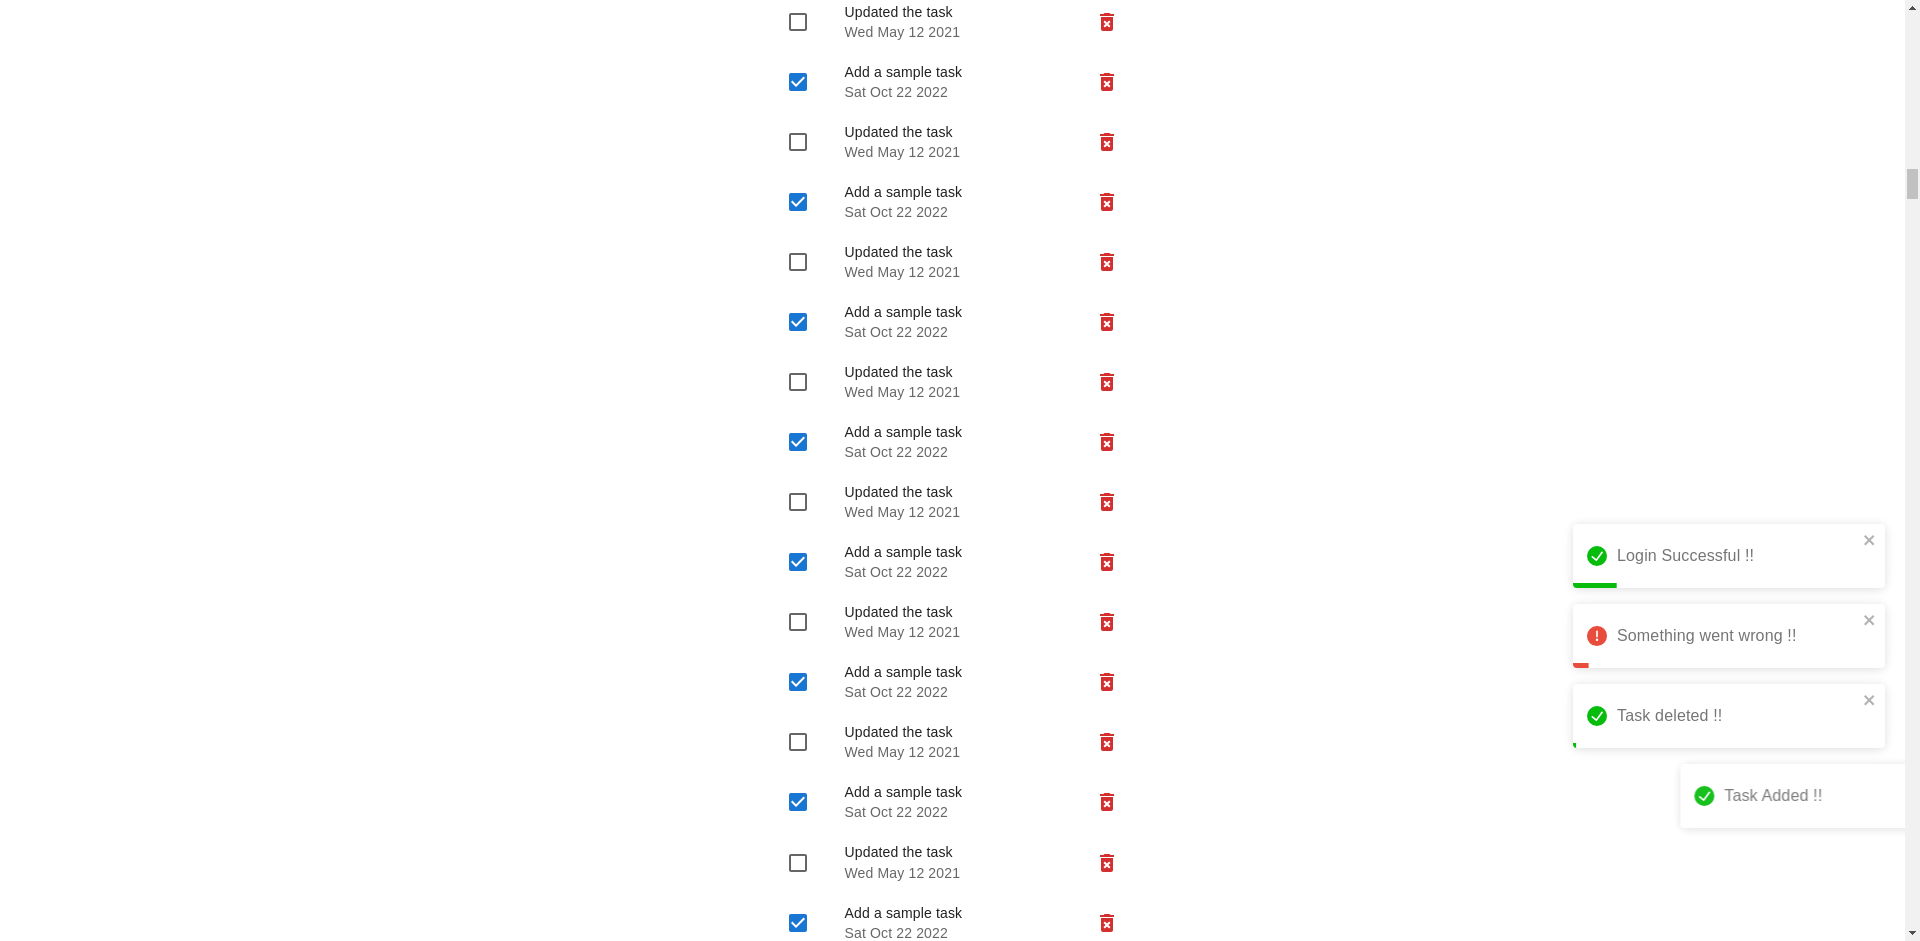 Updated the task
Wed May 12 2021
Add a sample task
Sat Oct 22 2022
Updated the task
Wed May 12 2021
Add a sample task
Sat Oct 22 2022
Updated the task
Wed May 12 2021
Add a sample task
Sat Oct 22 2022
Updated the task
Wed May 12 2021
Add a sample task
Sat Oct 22 2022
Updated the task
Wed May 12 2021
Add a sample task
Sat Oct 22 2022
Updated the task
Wed May 12 2021
Add a sample task
Sat Oct 22 2022
Updated the task
Wed May 12 2021
Add a sample task
Sat Oct 22 2022
Updated the task
Wed May 12 2021
Add a sample task
Sat Oct 22 2022
Login Successful !!
Something went wrong !!
Task deleted !!
Task Added !!